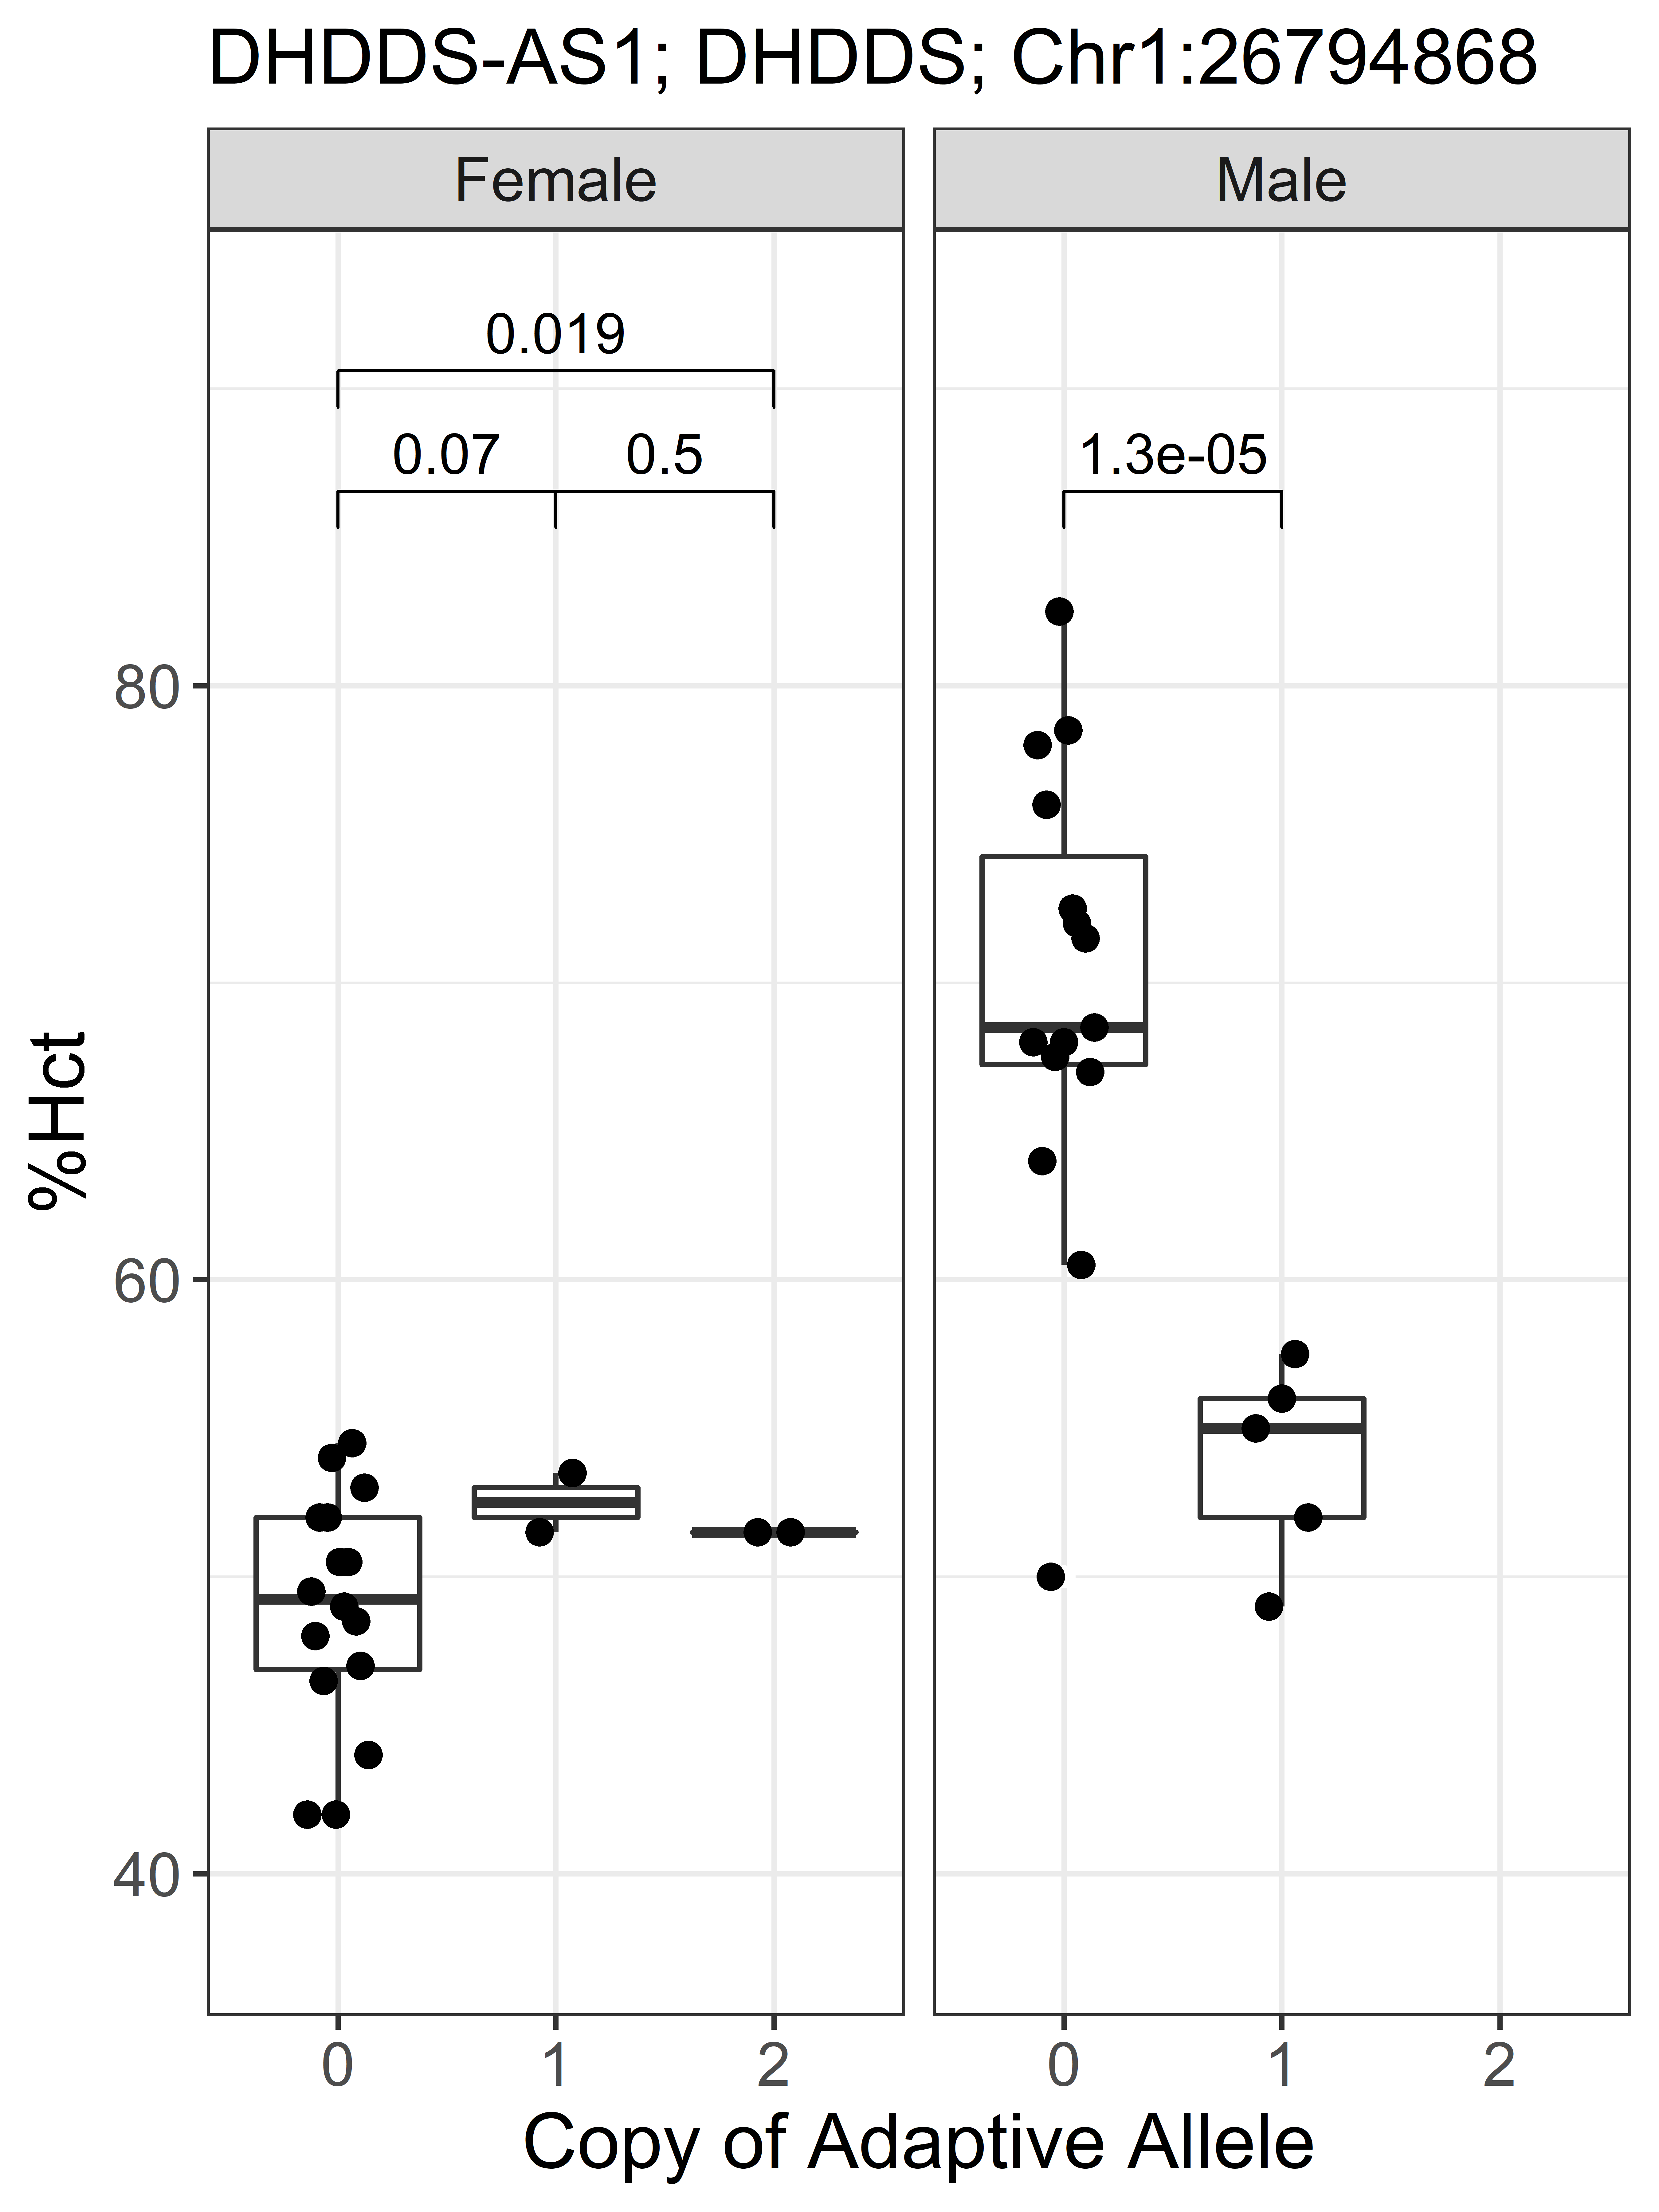 DHDDS-AS1; DHDDS; Chr1:26794868
Female
Male
0.019
0.07
0.5
1.3e-05
80
60
40
%Hct
0 1 2
0 1 2
Copy of Adaptive Allele